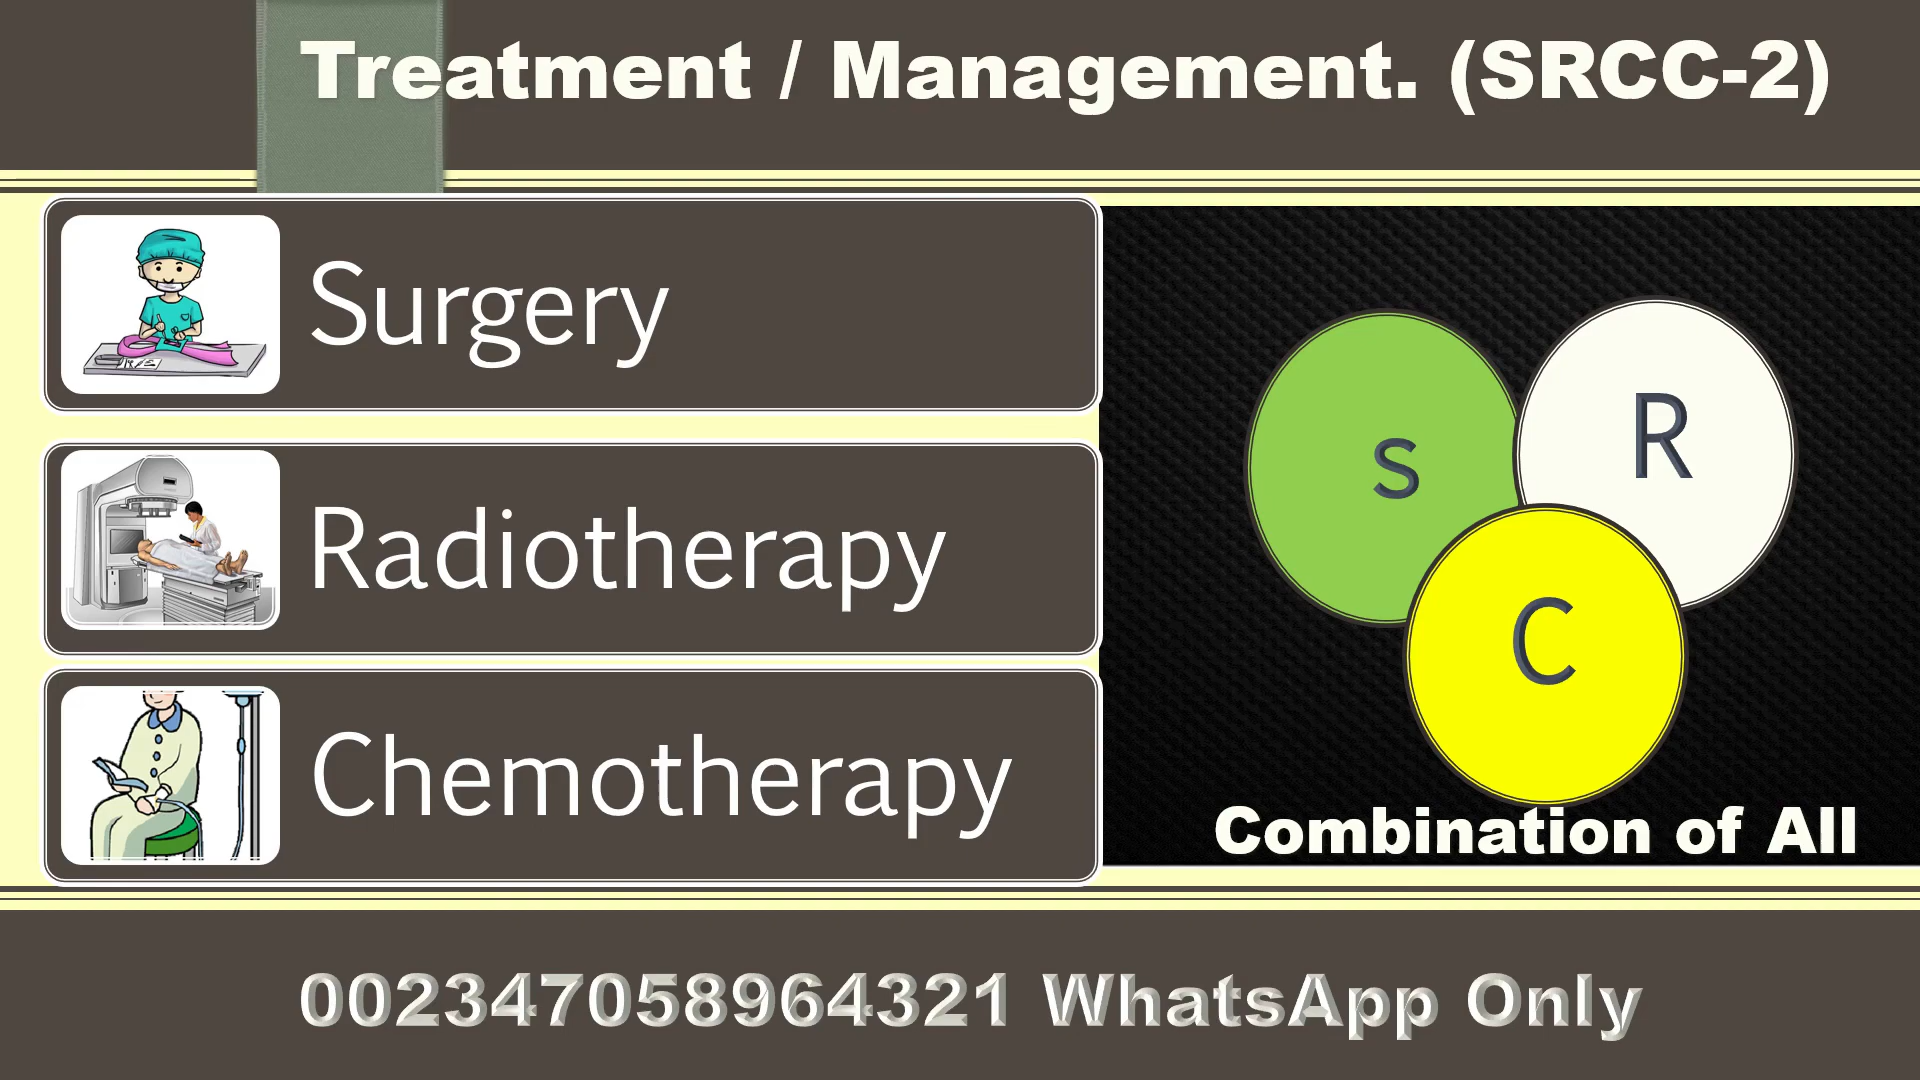 Treatment / Management. (SRCC-2)
Surgery
Radiotherapy
Chemotherapy
S
R
C
Combination of All
002347058964321 WhatsApp Only